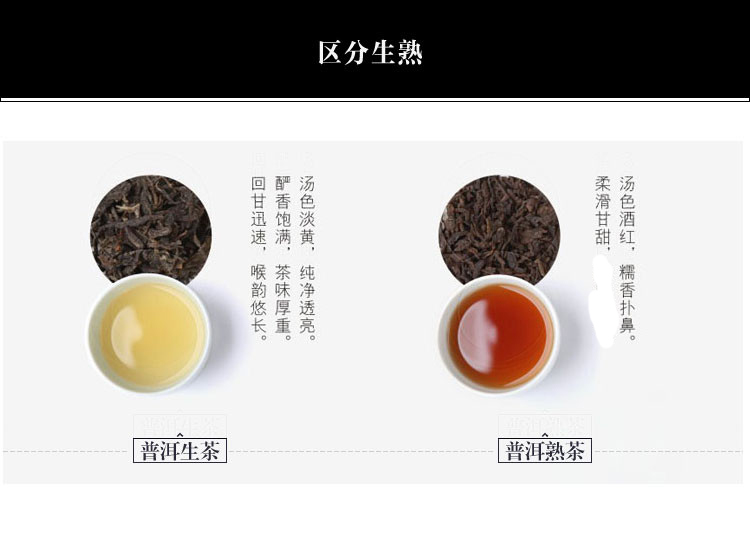 区分生熟
汤色淡黄，纯净透亮。
酽香饱满，茶味厚重。
回甘迅速，喉韵悠长。
汤色酒红，糯香扑鼻。
柔滑甘甜，
普洱生茶
普洱熟茶